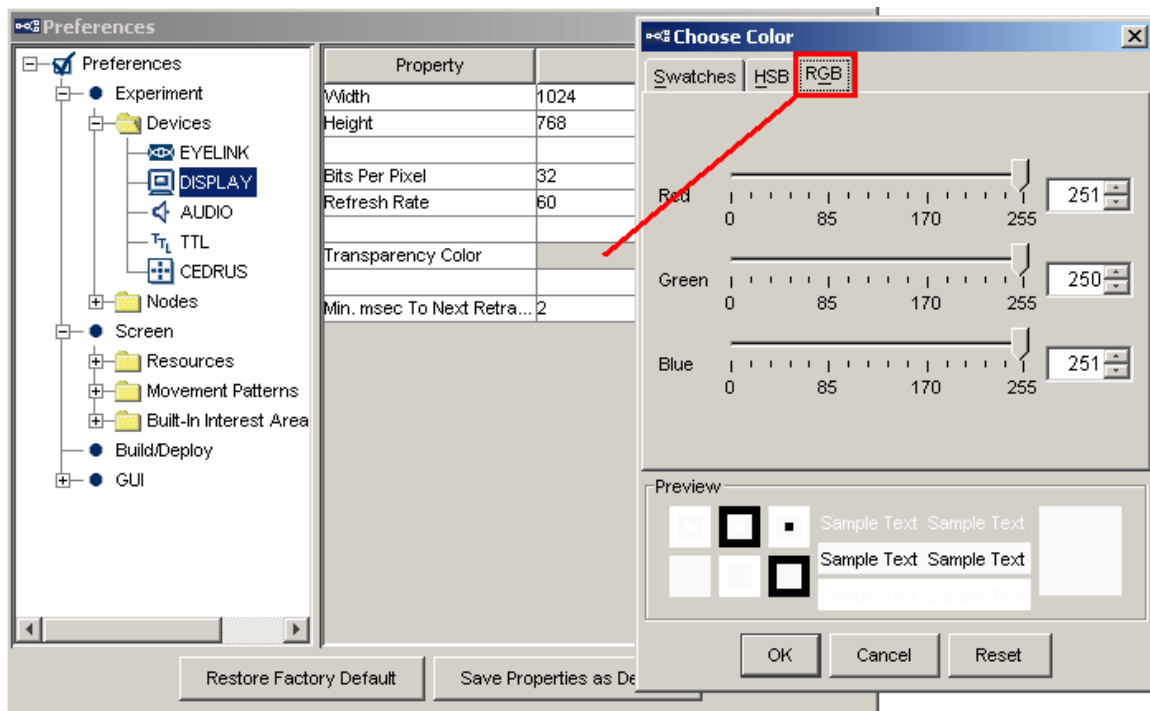 Preferences
Preferences
Experiment
Devices
EYELINK
DISPLAY
AUDIO
TTL
CEDRUS
Nodes
Screen
Resources
Movement Patterns
Built-In Interest Area
Build/Deploy
GUI
Property
Width 1024
Height 768
Bits Per Pixel 32
Refresh Rate 60
Transparency Color
Min. msec To Next Retra... 2
Restore Factory Default
Save Properties as De
Choose Color
Swatches HSB RGB
Red 251
0 85 170 255
Green 250
0 85 170 255
Blue 251
0 85 170 255
Preview
Sample Text Sample Text
Sample Text Sample Text
Sample Text Sample Text
OK Cancel Reset